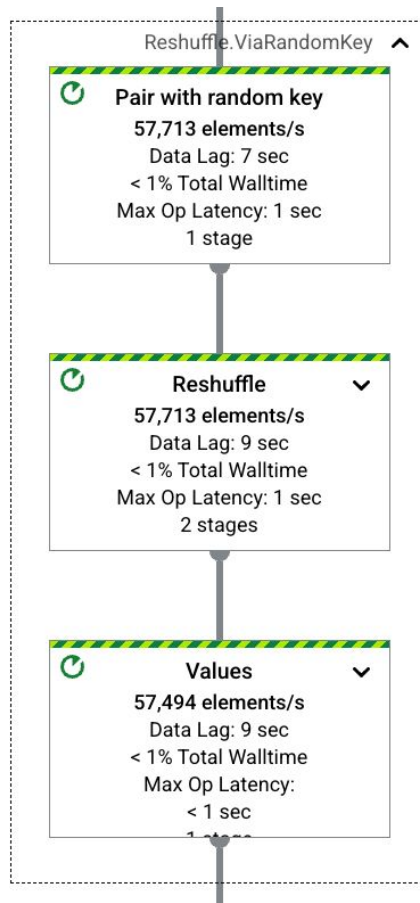 Reshuffle.ViaRandomKey
Pair with random key
57,713 elements/s
Data Lag: 7 sec
< 1% Total Walltime
Max Op Latency: 1 sec
1 stage
Reshuffle
57,713 elements/s
Data Lag: 9 sec
< 1% Total Walltime
Max Op Latency: 1 sec
2 stages
Values
57,494 elements/s
Data Lag: 9 sec
< 1% Total Walltime
Max Op Latency:
< 1 sec
1 stage